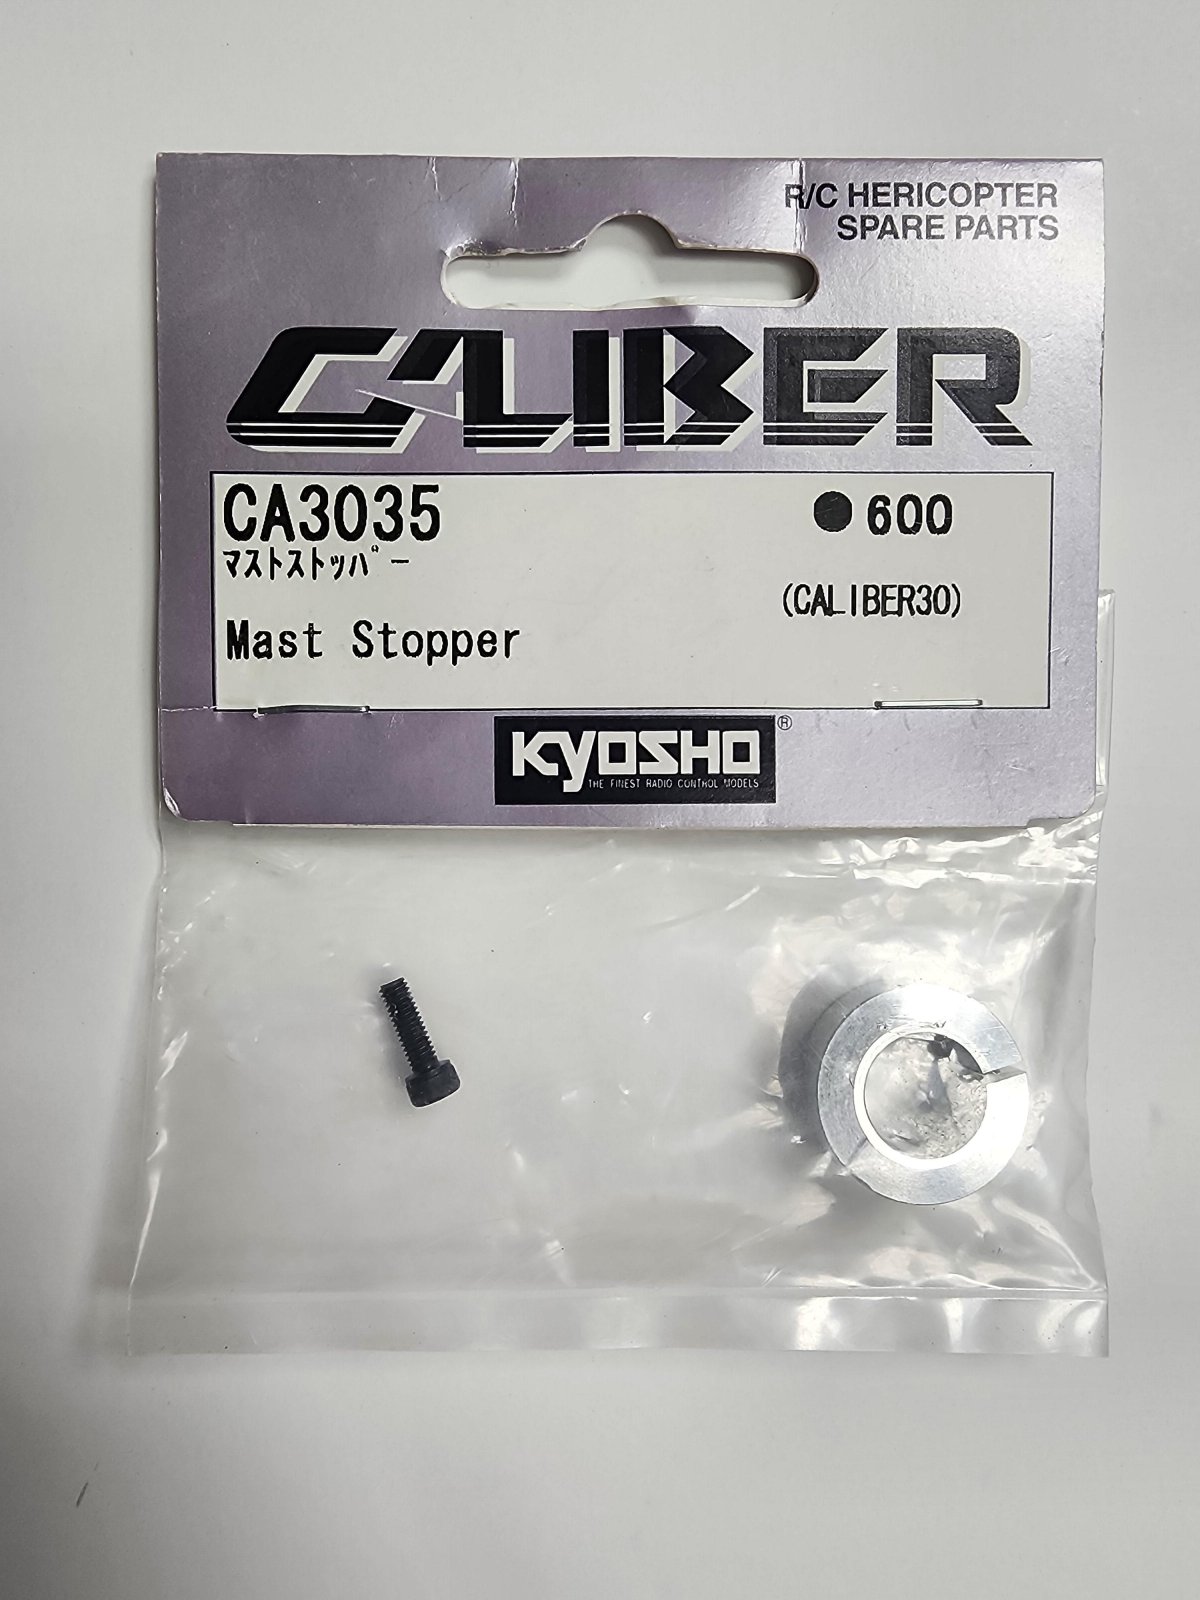 R/C HERICOPTER
SPARE PARTS
CALIBER
CA3035
●600
ﾏｽﾄｽﾄｯﾊﾟｰ
(CALIBER30)
Mast Stopper
KYOSHO®
THE FINEST RADIO CONTROL MODELS